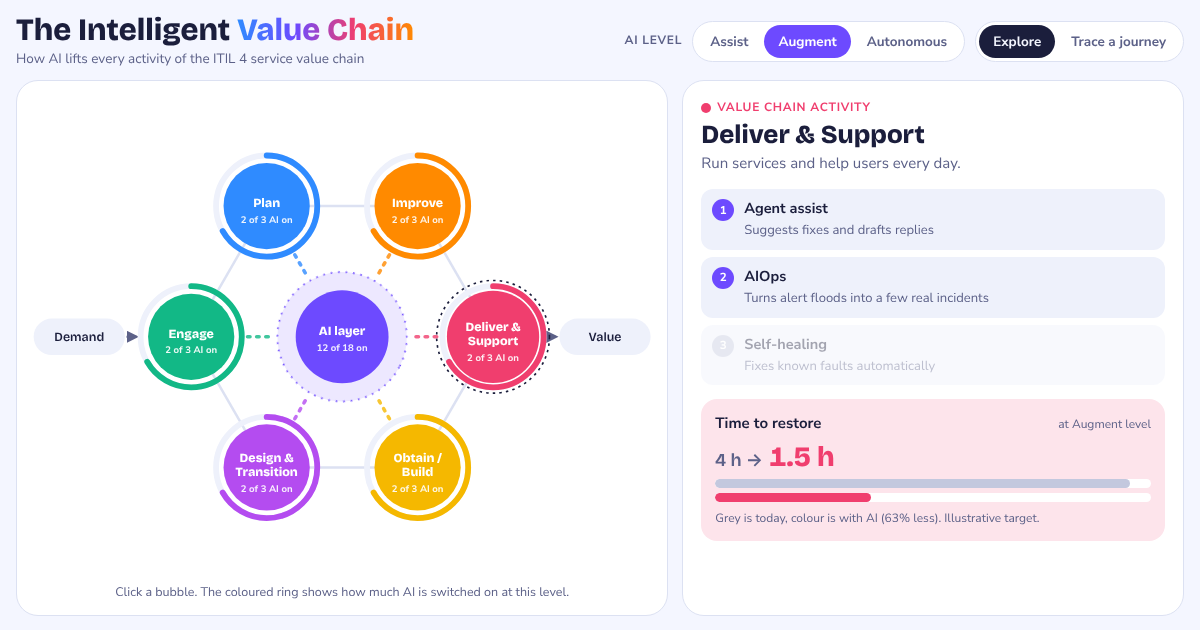 The Intelligent Value Chain
How AI lifts every activity of the ITIL 4 service value chain
AI LEVEL
Assist
Augment
Autonomous
Explore
Trace a journey
Plan
2 of 3 AI on
Improve
2 of 3 AI on
Demand
Engage
2 of 3 AI on
AI layer
12 of 18 on
Deliver &
Support
2 of 3 AI on
Value
Design &
Transition
2 of 3 AI on
Obtain /
Build
2 of 3 AI on
Click a bubble. The coloured ring shows how much AI is switched on at this level.
VALUE CHAIN ACTIVITY
Deliver & Support
Run services and help users every day.
1
Agent assist
Suggests fixes and drafts replies
2
AIOps
Turns alert floods into a few real incidents
3
Self-healing
Fixes known faults automatically
Time to restore
at Augment level
4 h → 1.5 h
Grey is today, colour is with AI (63% less). Illustrative target.